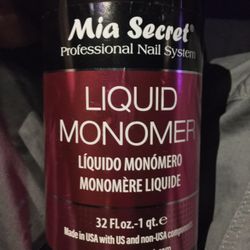 Mia Secret®
Professional Nail System
LIQUID
MONOMER
LÍQUIDO MONÓMERO
MONOMÈRE LIQUIDE
32 FL.oz.-1 qt.℮
Made in USA with US and non-USA components